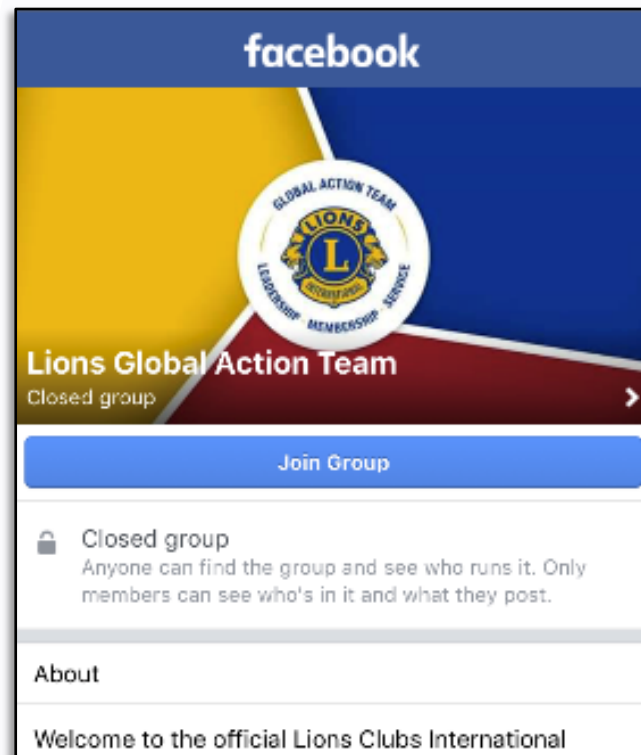 facebook
GLOBAL ACTION TEAM
LIONS
L
INTERNATIONAL
LEADERSHIP · MEMBERSHIP · SERVICE
Lions Global Action Team
Closed group
Join Group
Closed group
Anyone can find the group and see who runs it. Only
members can see who's in it and what they post.
About
Welcome to the official Lions Clubs International